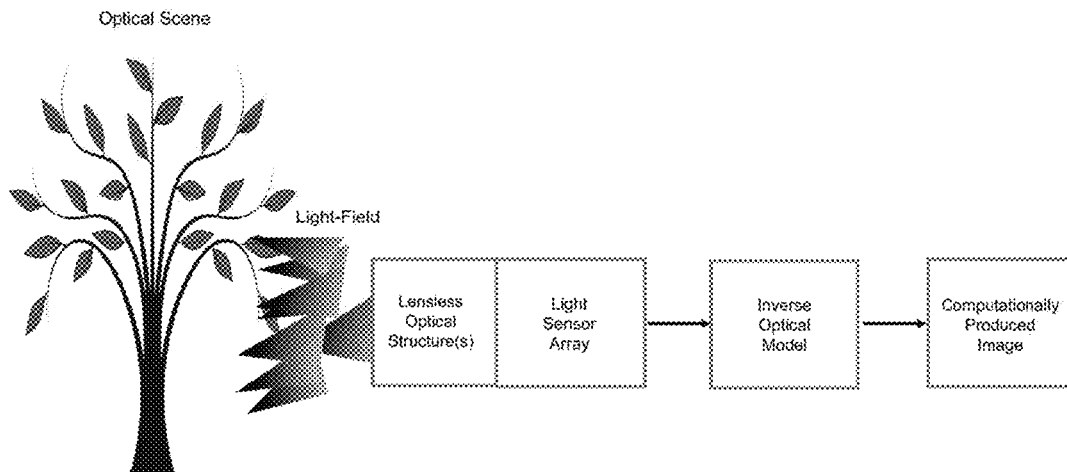 Optical Scene
Light-Field
Lensless
Optical
Structure(s)
Light
Sensor
Array
Inverse
Optical
Model
Computationally
Produced
Image